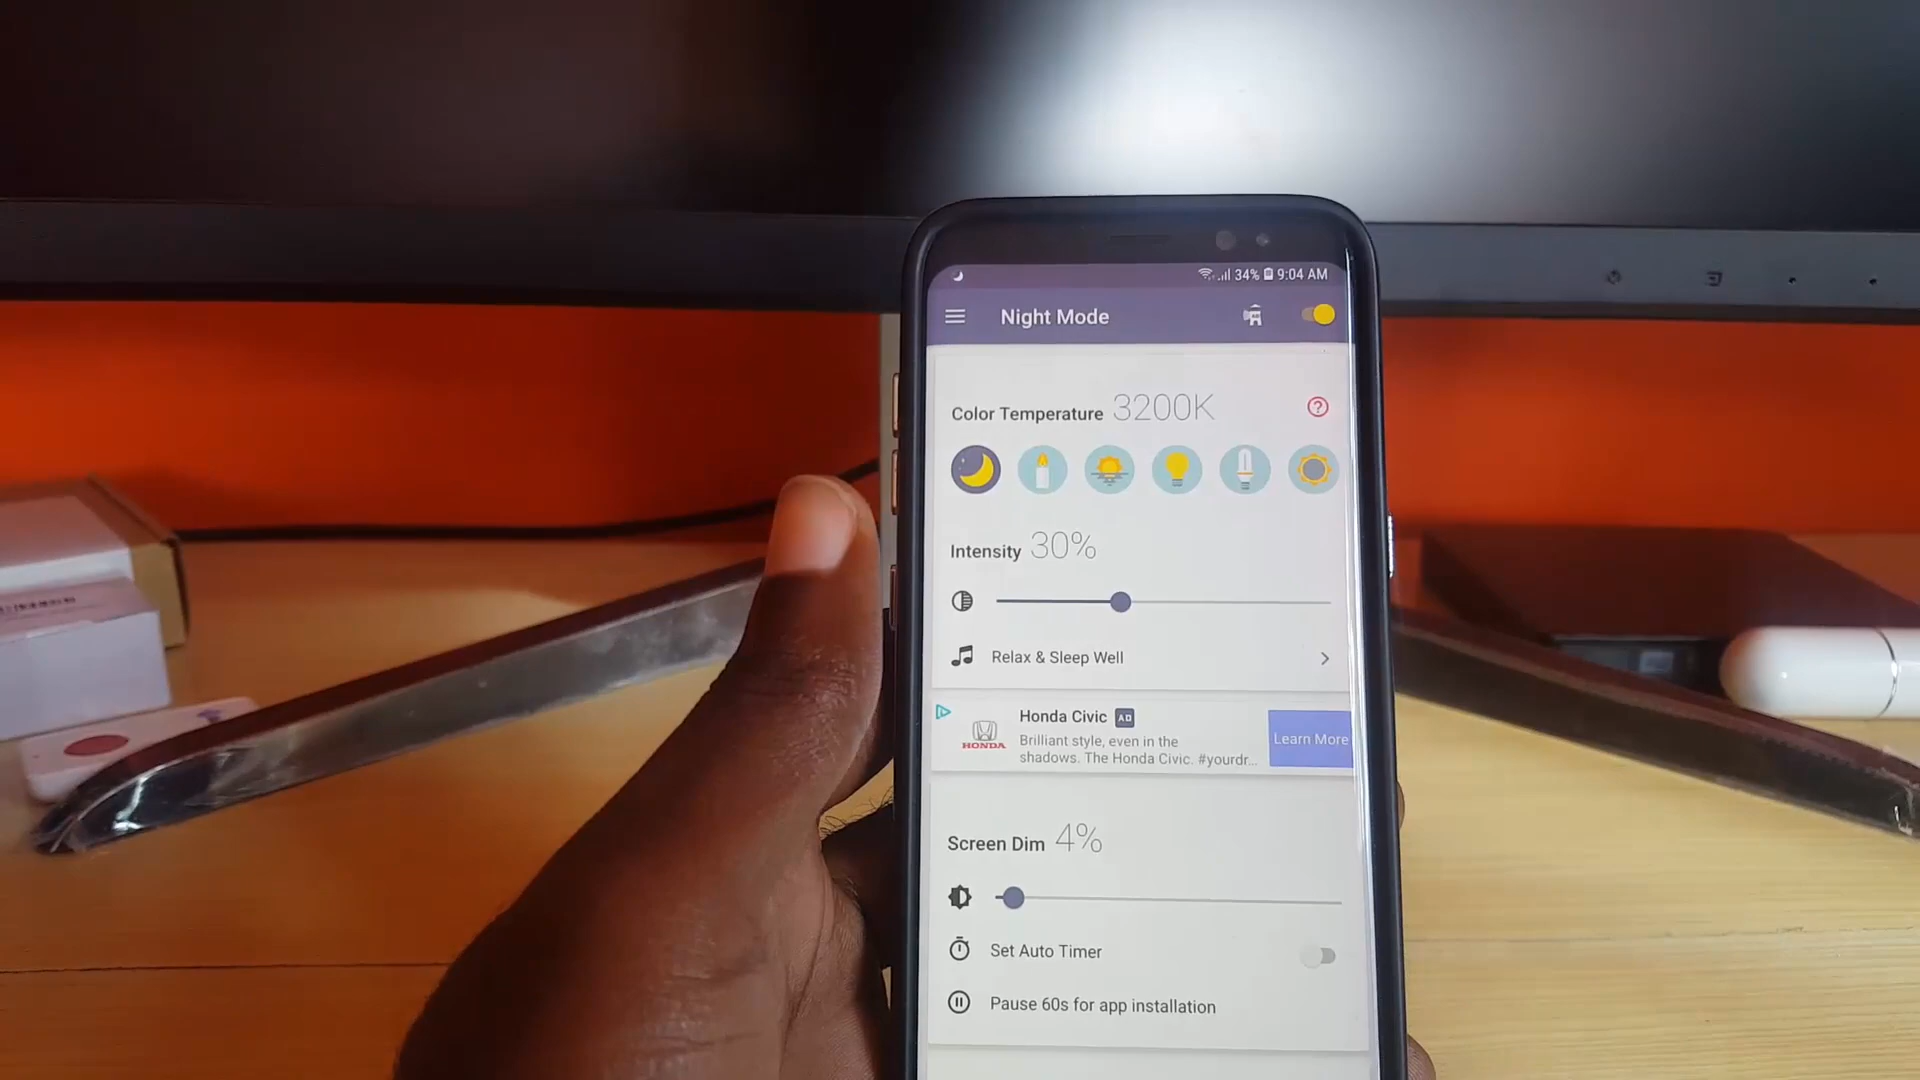 34% 9:04 AM
Night Mode
Color Temperature 3200K
Intensity 30%
Relax & Sleep Well
Honda Civic AD
HONDA
Brilliant style, even in the
shadows. The Honda Civic. #yourdr...
Learn More
Screen Dim 4%
Set Auto Timer
Pause 60s for app installation